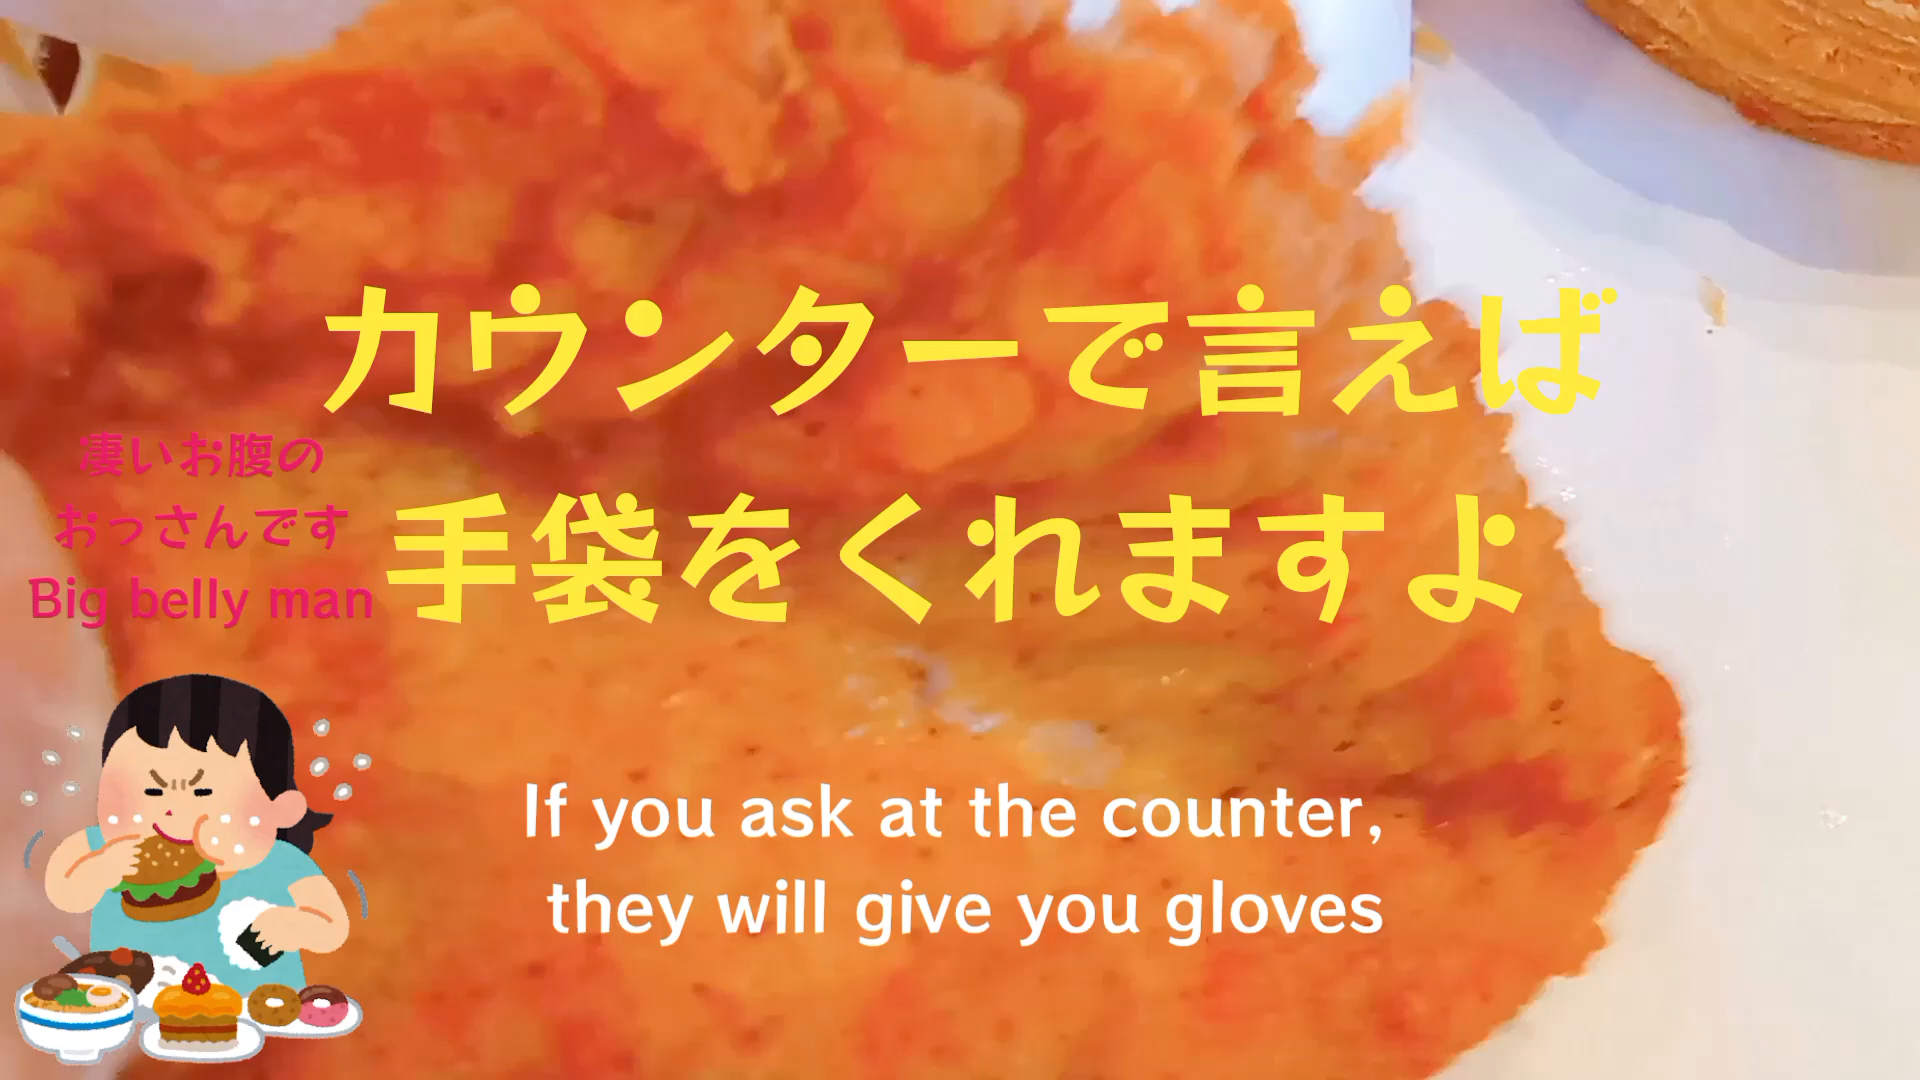 カウンターで言えば
手袋をくれますよ
凄いお腹の
おっさんです
Big belly man
If you ask at the counter,
they will give you gloves